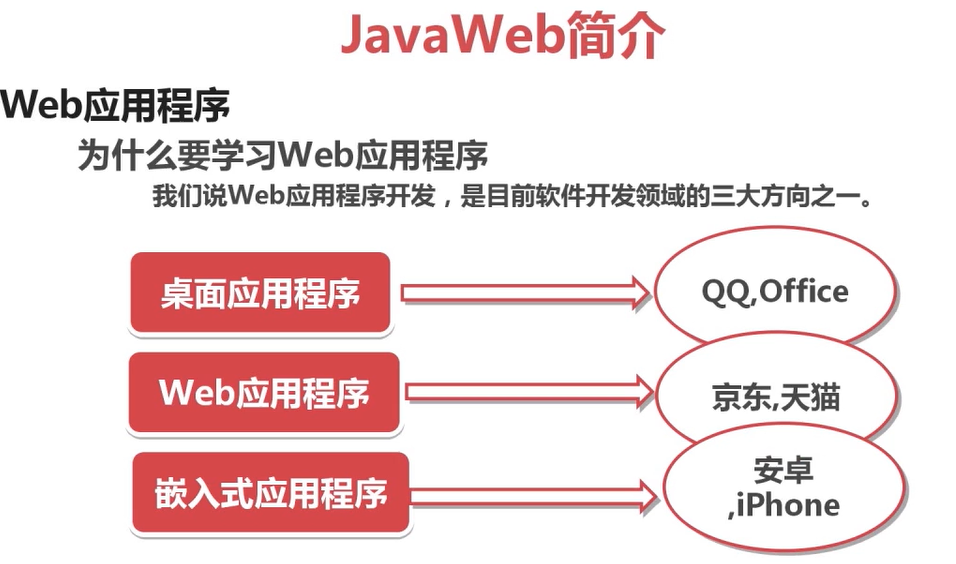 JavaWeb简介
Web应用程序
为什么要学习Web应用程序
我们说Web应用程序开发，是目前软件开发领域的三大方向之一。
桌面应用程序
QQ,Office
Web应用程序
京东,天猫
嵌入式应用程序
安卓
,iPhone